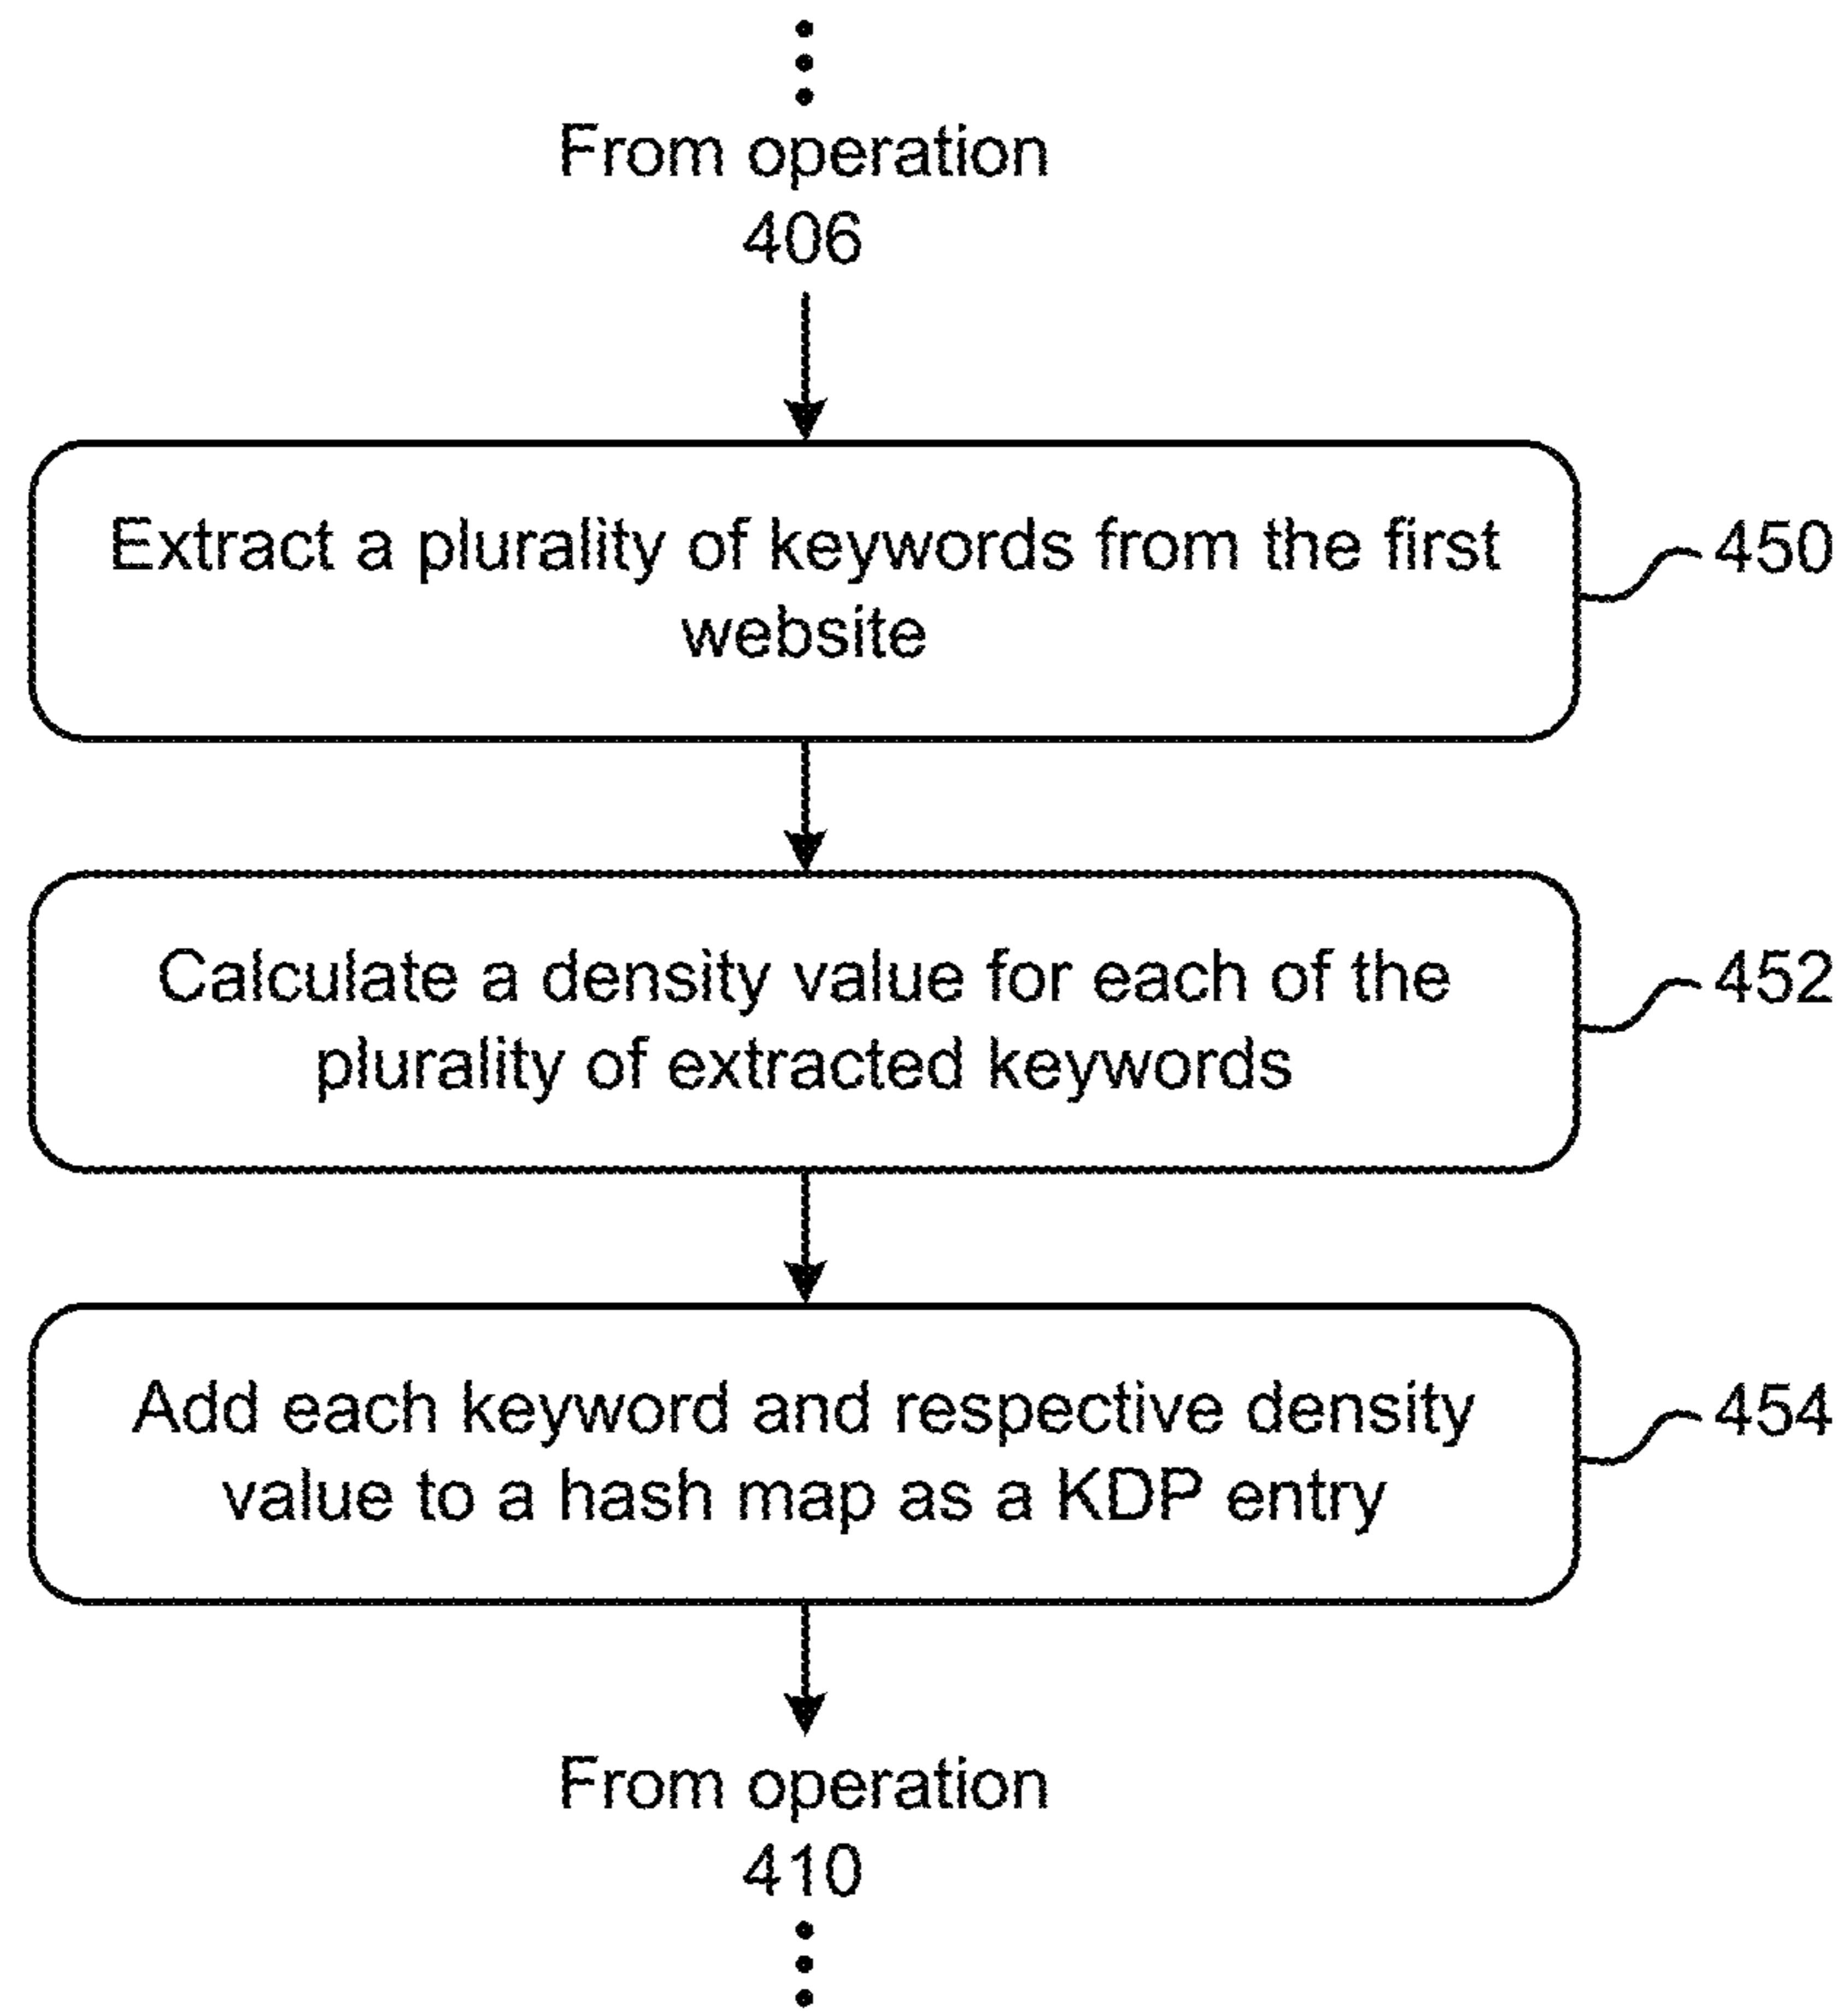 From operation
406
Extract a plurality of keywords from the first
website
450
Calculate a density value for each of the
plurality of extracted keywords
452
Add each keyword and respective density
value to a hash map as a KDP entry
454
From operation
410